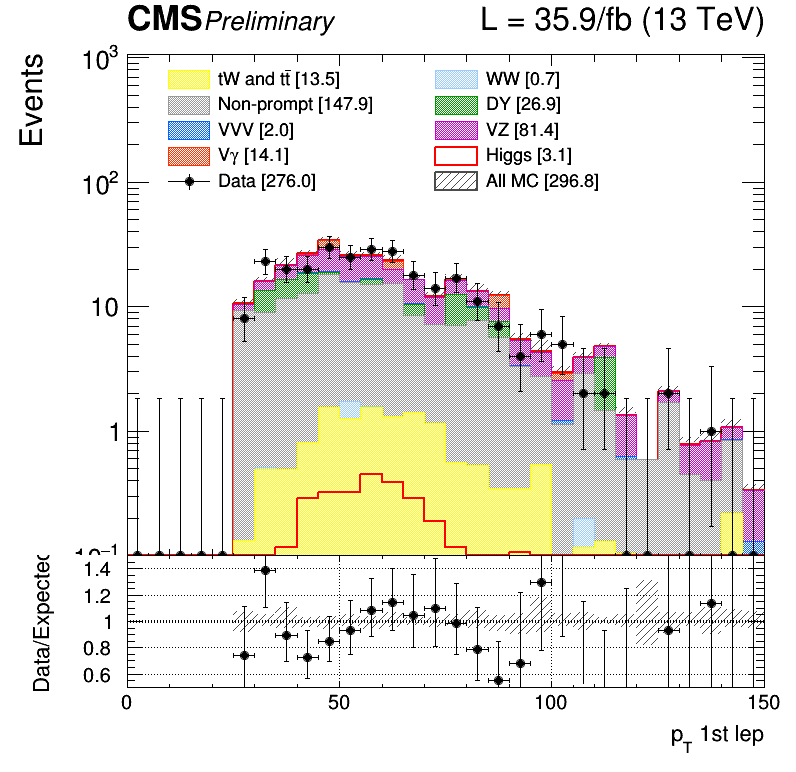 CMS Preliminary L = 35.9/fb (13 TeV)
Events
10³
10²
10
1
10⁻¹
tW and tt̄ [13.5]
WW [0.7]
Non-prompt [147.9]
DY [26.9]
VVV [2.0]
VZ [81.4]
Vγ [14.1]
Higgs [3.1]
Data [276.0]
All MC [296.8]
Data/Expected
1.4
1.2
1
0.8
0.6
0 50 100 150
p_T 1st lep